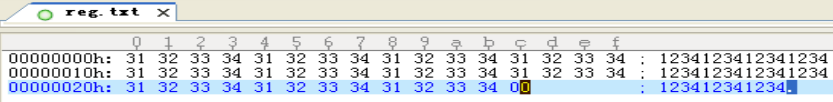 reg.txt X
0 1 2 3 4 5 6 7 8 9 a b c d e f
00000000h: 31 32 33 34 31 32 33 34 31 32 33 34 31 32 33 34 ; 1234123412341234
00000010h: 31 32 33 34 31 32 33 34 31 32 33 34 31 32 33 34 ; 1234123412341234
00000020h: 31 32 33 34 31 32 33 34 31 32 33 34 00 ; 123412341234.